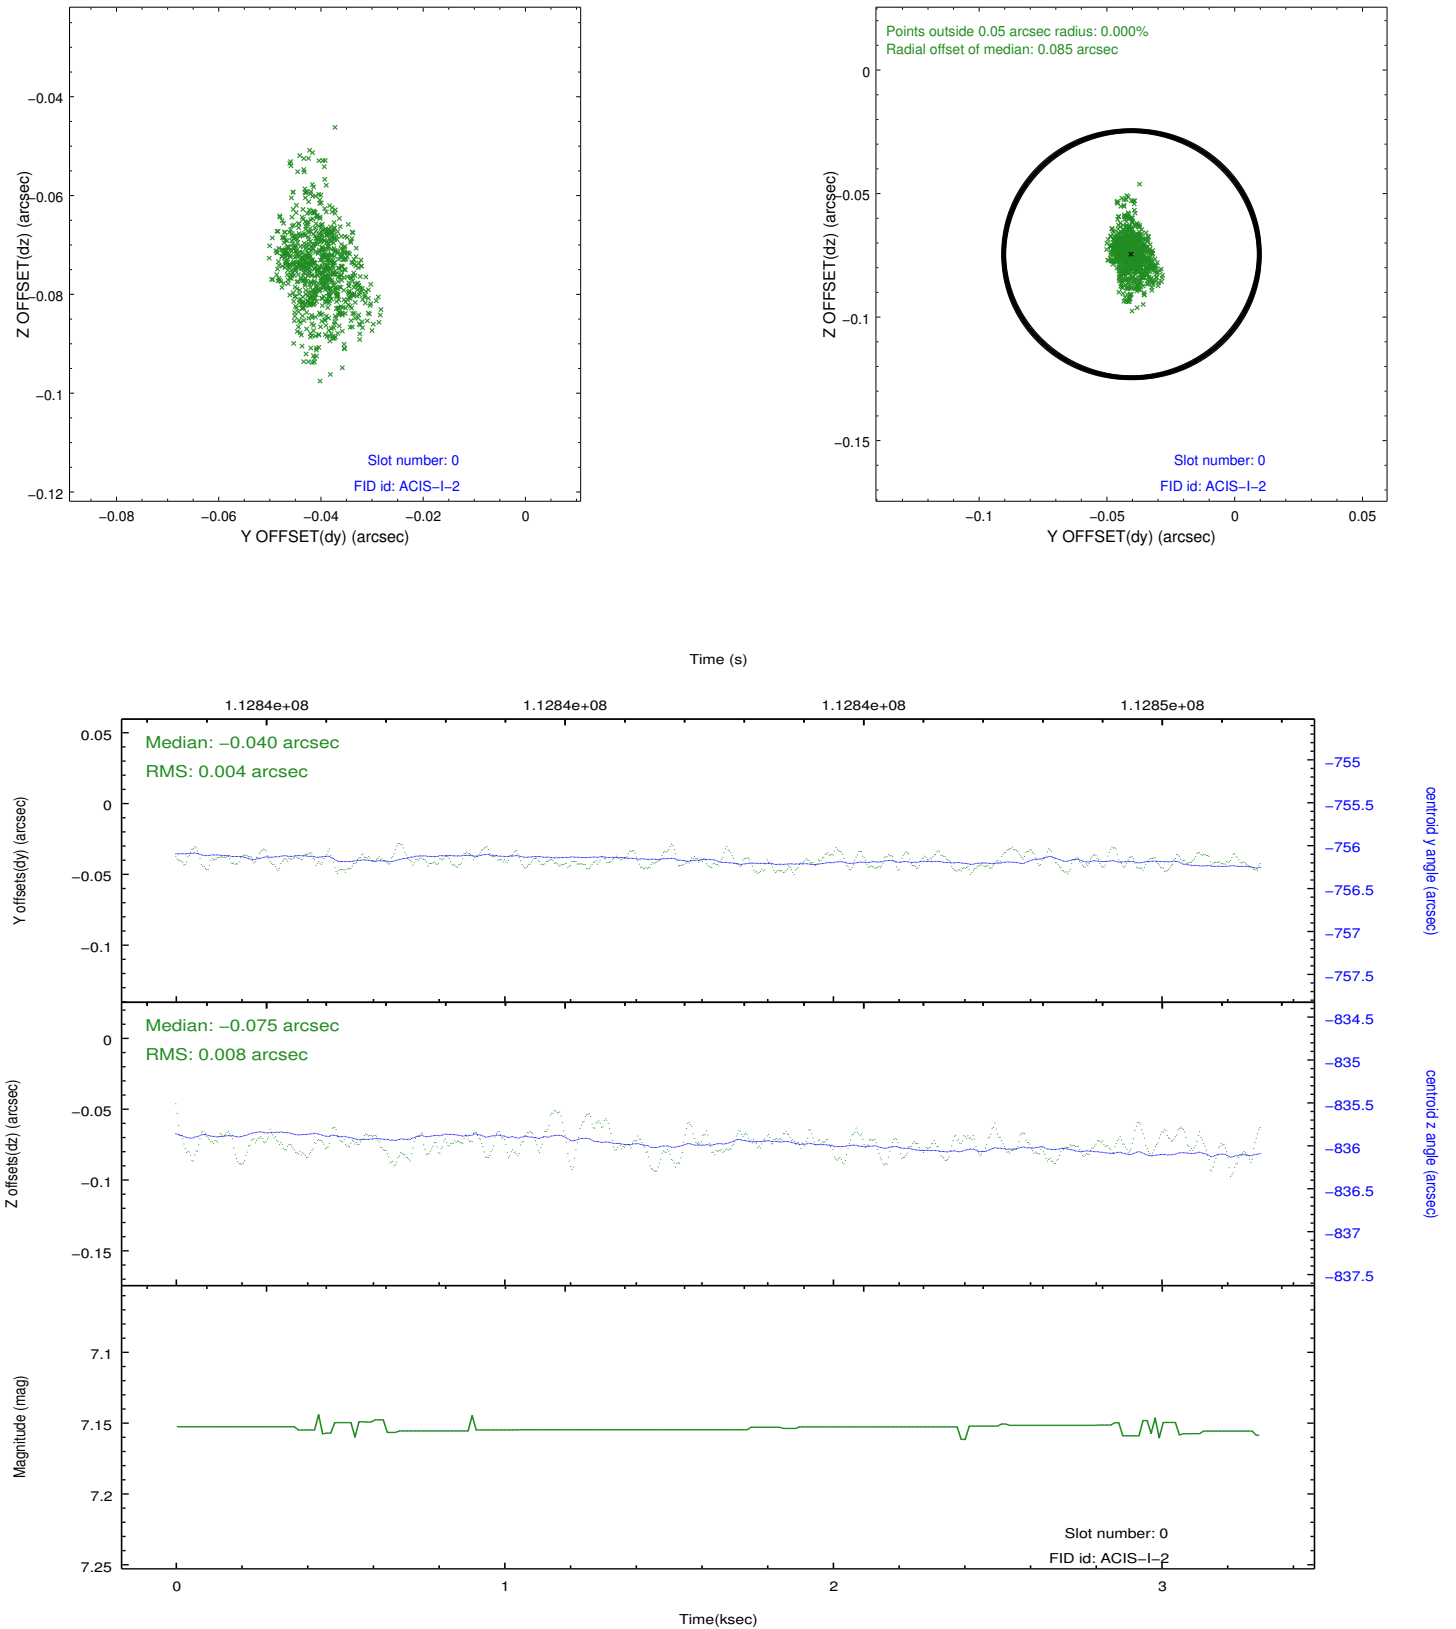 −0.04
−0.06
−0.08
−0.1
−0.12
Z OFFSET(dz) (arcsec)
Slot number: 0
FID id: ACIS−I−2
−0.08
−0.06
−0.04
−0.02
0
Y OFFSET(dy) (arcsec)
Points outside 0.05 arcsec radius: 0.000%
Radial offset of median: 0.085 arcsec
0
−0.05
−0.1
−0.15
Z OFFSET(dz) (arcsec)
Slot number: 0
FID id: ACIS−I−2
−0.1
−0.05
0
0.05
Y OFFSET(dy) (arcsec)
Time (s)
1.1284e+08
1.1284e+08
1.1284e+08
1.1285e+08
Median: −0.040 arcsec
RMS: 0.004 arcsec
0.05
0
−0.05
−0.1
Y offsets(dy) (arcsec)
−755
−755.5
−756
−756.5
−757
−757.5
centroid y angle (arcsec)
Median: −0.075 arcsec
RMS: 0.008 arcsec
0
−0.05
−0.1
−0.15
Z offsets(dz) (arcsec)
−834.5
−835
−835.5
−836
−836.5
−837
−837.5
centroid z angle (arcsec)
7.1
7.15
7.2
7.25
Magnitude (mag)
Slot number: 0
FID id: ACIS−I−2
0
1
2
3
Time(ksec)